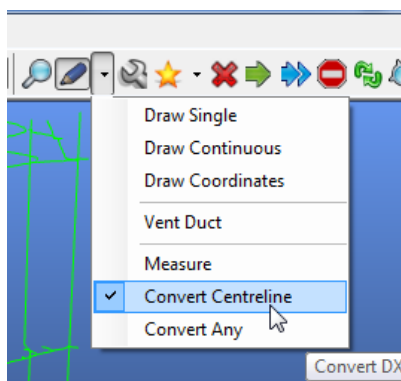 Draw Single
Draw Continuous
Draw Coordinates
Vent Duct
Measure
Convert Centreline
Convert Any
Convert DX